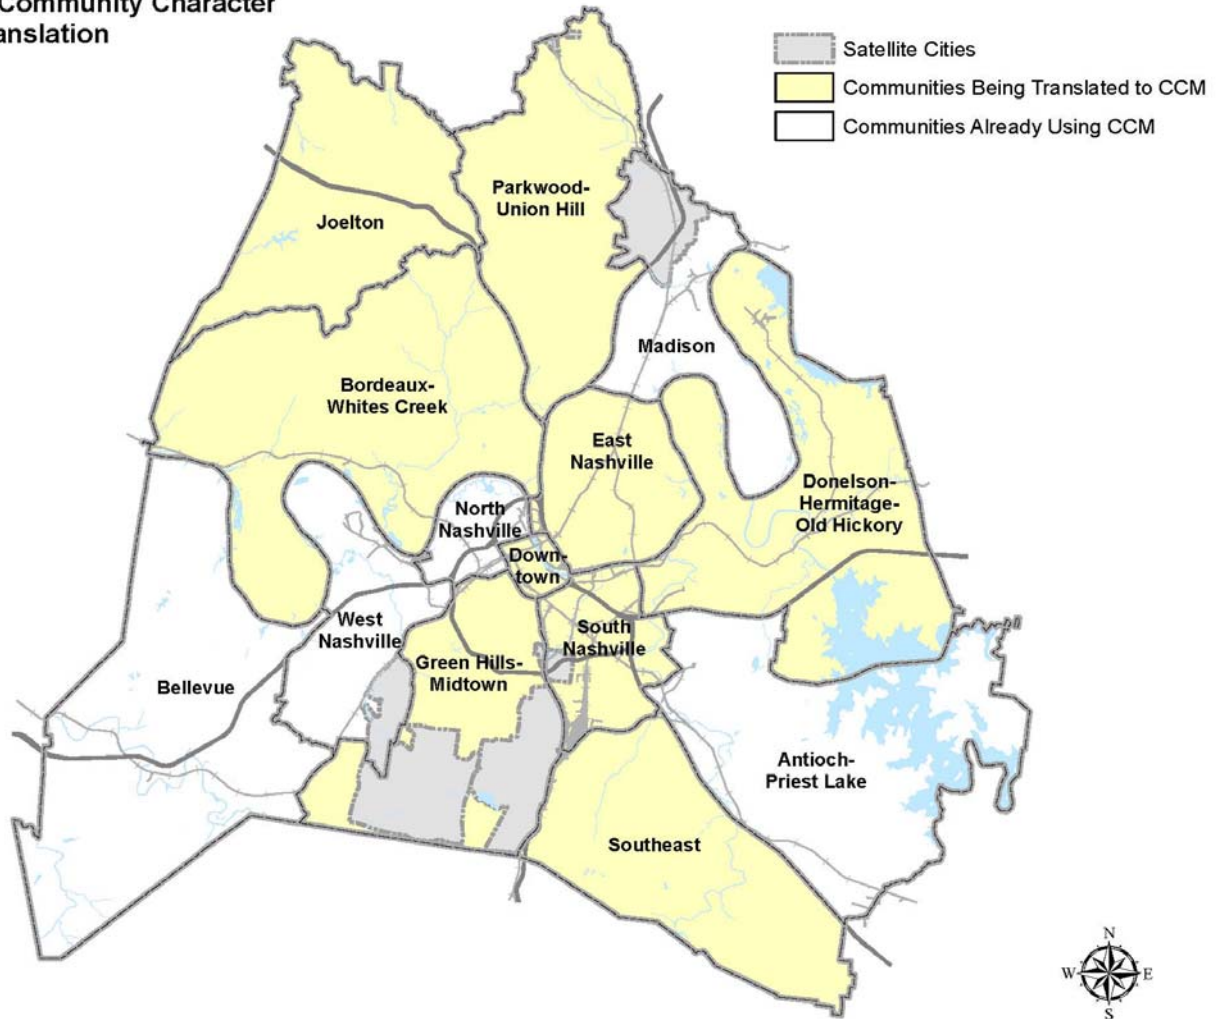 Community Character
Satellite Cities
Communities Being Translated to CCM
Communities Already Using CCM
Parkwood-
Union Hill
Joelton
Madison
Bordeaux-
Whites Creek
East
Nashville
Donelson-
Hermitage-
Old Hickory
North
Nashville
Down-
town
West
Nashville
South
Nashville
Green Hills-
Midtown
Bellevue
Antioch-
Priest Lake
Southeast
N
W
E
S